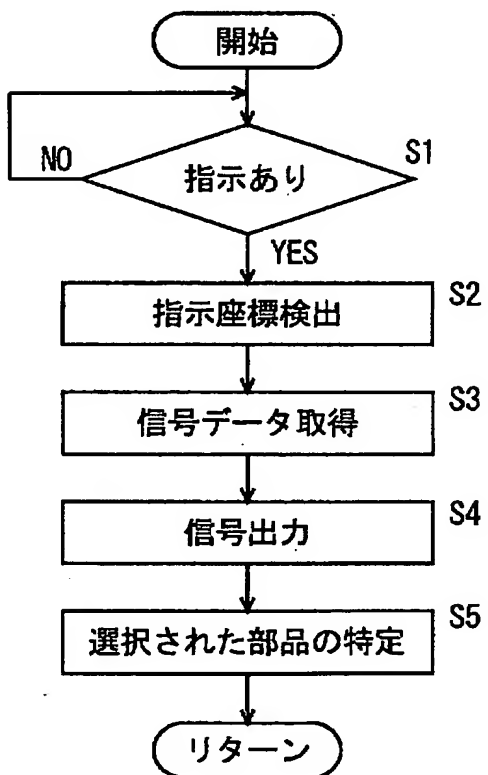 開始
指示あり
S1
NO
YES
指示座標検出
S2
信号データ取得
S3
信号出力
S4
選択された部品の特定
S5
リターン